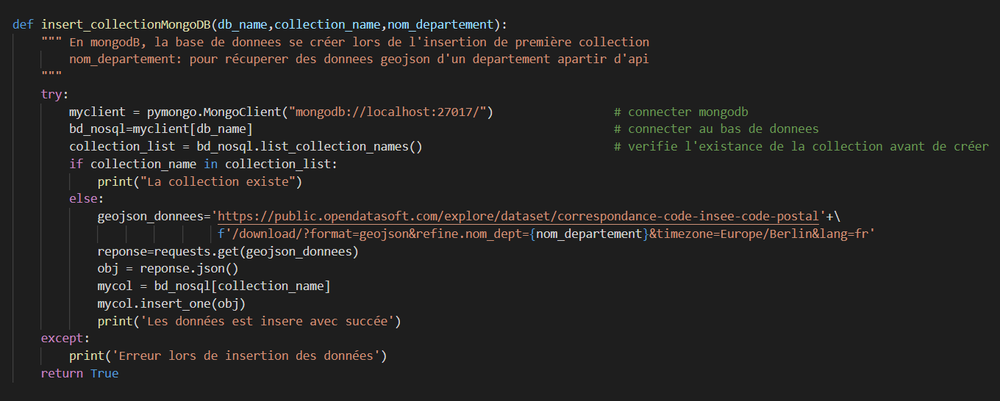 def insert_collectionMongoDB(db_name,collection_name,nom_departement):
    """ En mongodB, la base de donnees se créer lors de l'insertion de première collection
        nom_departement: pour récuperer des donnees geojson d'un departement apartir d'api
    """
    try:
        myclient = pymongo.MongoClient("mongodb://localhost:27017/")                 # connecter mongodb
        bd_nosql=myclient[db_name]                                                   # connecter au bas de donnees
        collection_list = bd_nosql.list_collection_names()                           # verifie l'existance de la collection avant de créer
        if collection_name in collection_list:
            print("La collection existe")
        else:
            geojson_donnees='https://public.opendatasoft.com/explore/dataset/correspondance-code-insee-code-postal'+\
                             f'/download/?format=geojson&refine.nom_dept={nom_departement}&timezone=Europe/Berlin&lang=fr'
            reponse=requests.get(geojson_donnees)
            obj = reponse.json()
            mycol = bd_nosql[collection_name]
            mycol.insert_one(obj)
            print('Les données est insere avec succée')
    except:
        print('Erreur lors de insertion des données')
    return True